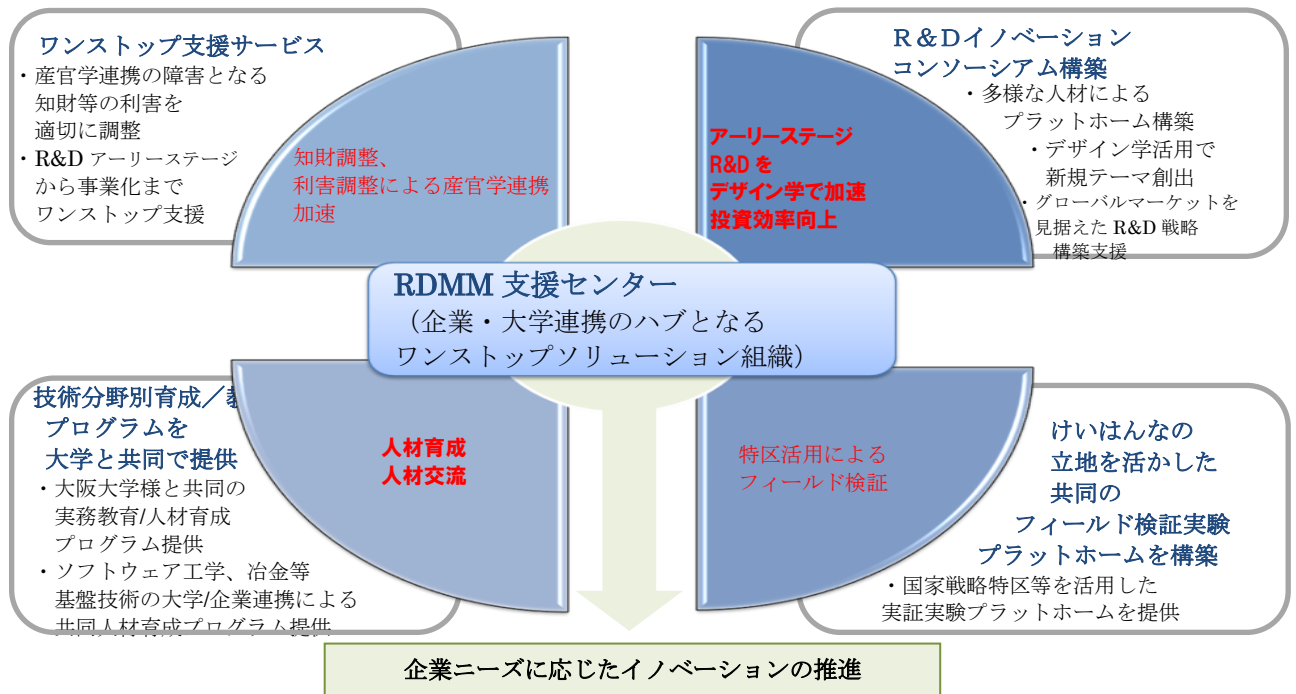 ワンストップ支援サービス
・産官学連携の障害となる
知財等の利害を
適切に調整
・R&D アーリーステージ
から事業化まで
ワンストップ支援
知財調整、
利害調整による産官学連携
加速
R&Dイノベーション
コンソーシアム構築
・多様な人材による
プラットホーム構築
・デザイン学活用で
新規テーマ創出
・グローバルマーケットを
見据えた R&D 戦略
構築支援
アーリーステージ
R&D を
デザイン学で加速
投資効率向上
RDMM 支援センター
（企業・大学連携のハブとなる
ワンストップソリューション組織）
技術分野別育成／
プログラムを
大学と共同で提供
・大阪大学様と共同の
実務教育/人材育成
プログラム提供
・ソフトウェア工学、冶金等
基盤技術の大学/企業連携による
共同人材育成プログラム提供
人材育成
人材交流
特区活用による
フィールド検証
けいはんなの
立地を活かした
共同の
フィールド検証実験
プラットホームを構築
・国家戦略特区等を活用した
実証実験プラットホームを提供
企業ニーズに応じたイノベーションの推進